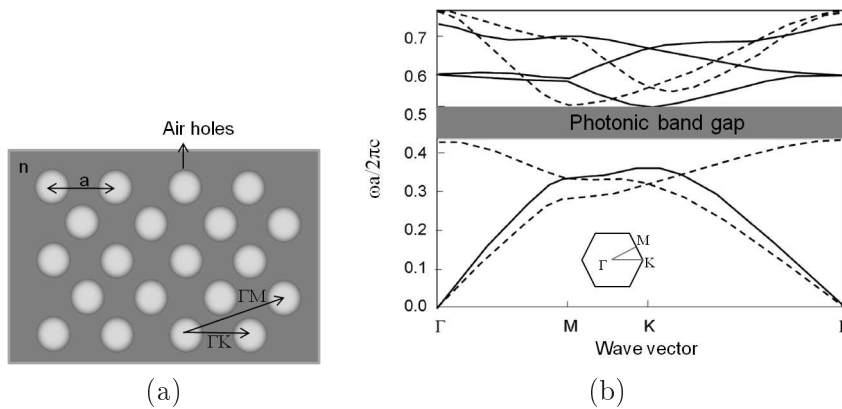 Air holes
n
a
ΓM
ΓK
(a)
0.7
0.6
0.5
0.4
0.3
0.2
0.1
0.0
ωa/2πc
Photonic band gap
M
Γ
K
Γ
M
K
Wave vector
(b)